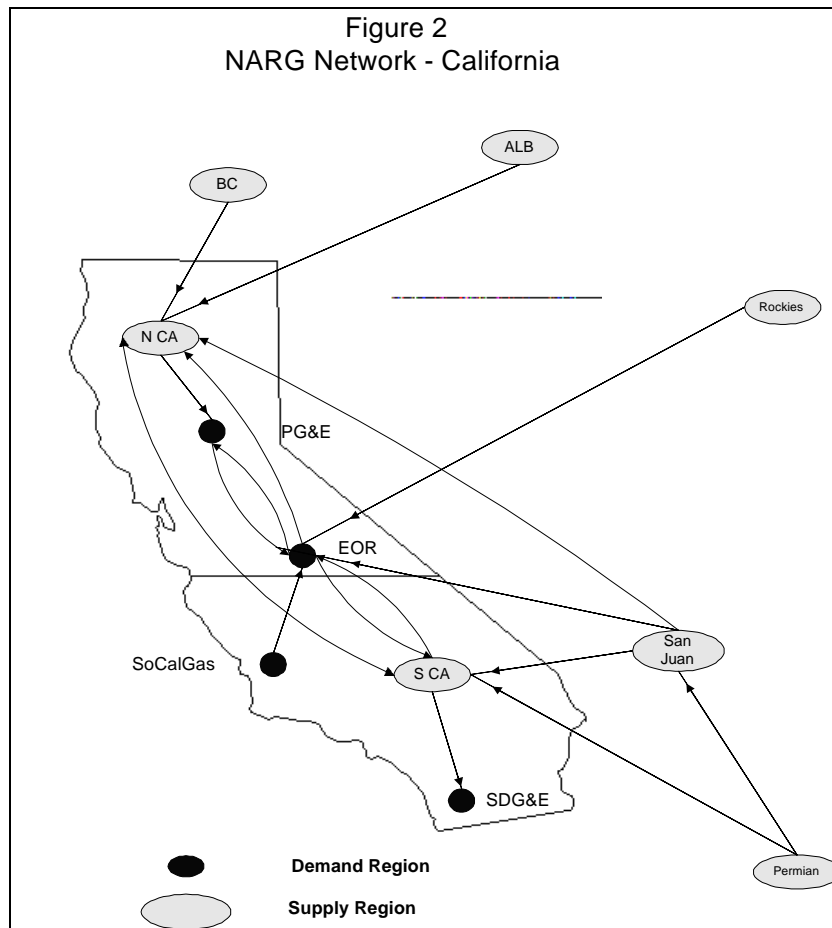 Figure 2
NARG Network - California
ALB
BC
Rockies
N CA
PG&E
EOR
San
Juan
SoCalGas
S CA
SDG&E
Permian
Demand Region
Supply Region